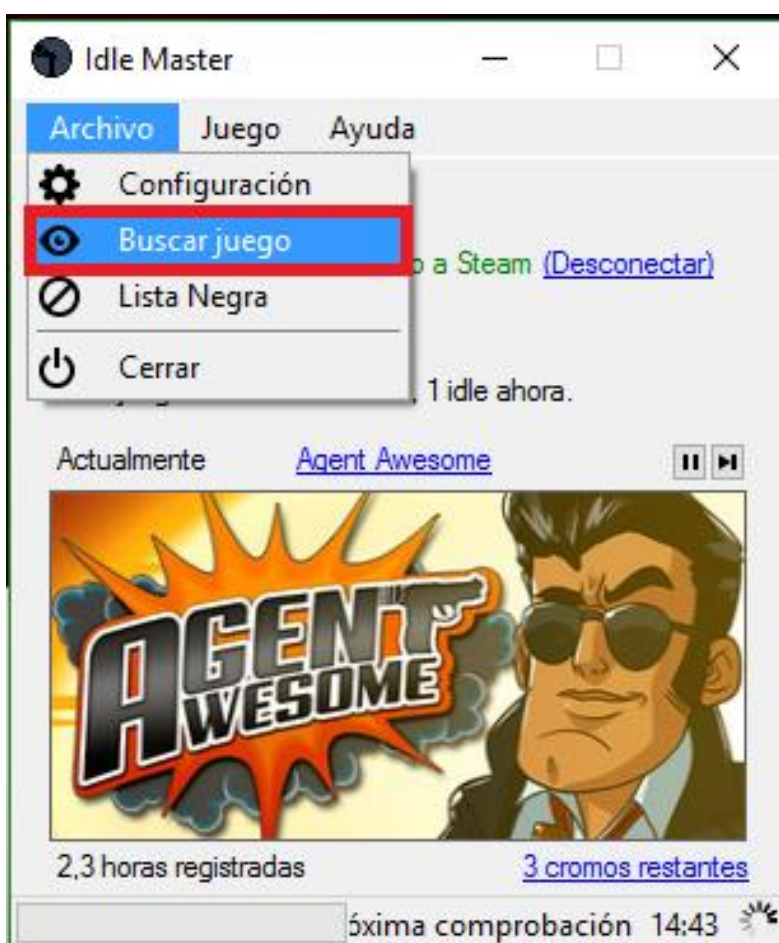 Idle Master
Archivo Juego Ayuda
Configuración
Buscar juego
a Steam (Desconectar)
Lista Negra
Cerrar
, 1 idle ahora.
Actualmente Agent Awesome
AGENT
AWESOME
2,3 horas registradas 3 cromos restantes
óxima comprobación 14:43